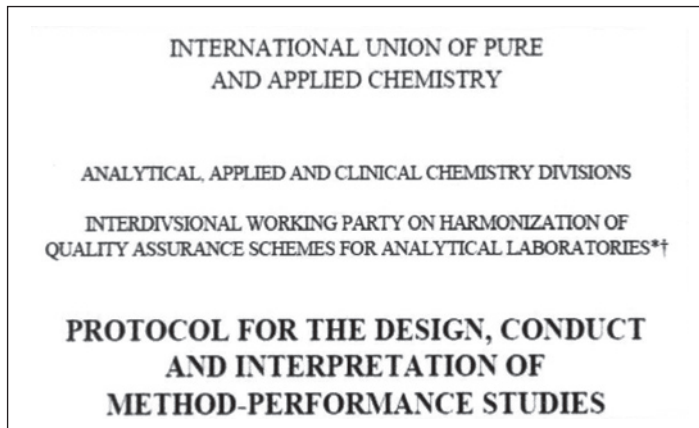 INTERNATIONAL UNION OF PURE
AND APPLIED CHEMISTRY
ANALYTICAL, APPLIED AND CLINICAL CHEMISTRY DIVISIONS
INTERDIVSIONAL WORKING PARTY ON HARMONIZATION OF
QUALITY ASSURANCE SCHEMES FOR ANALYTICAL LABORATORIES*†
PROTOCOL FOR THE DESIGN, CONDUCT
AND INTERPRETATION OF
METHOD-PERFORMANCE STUDIES